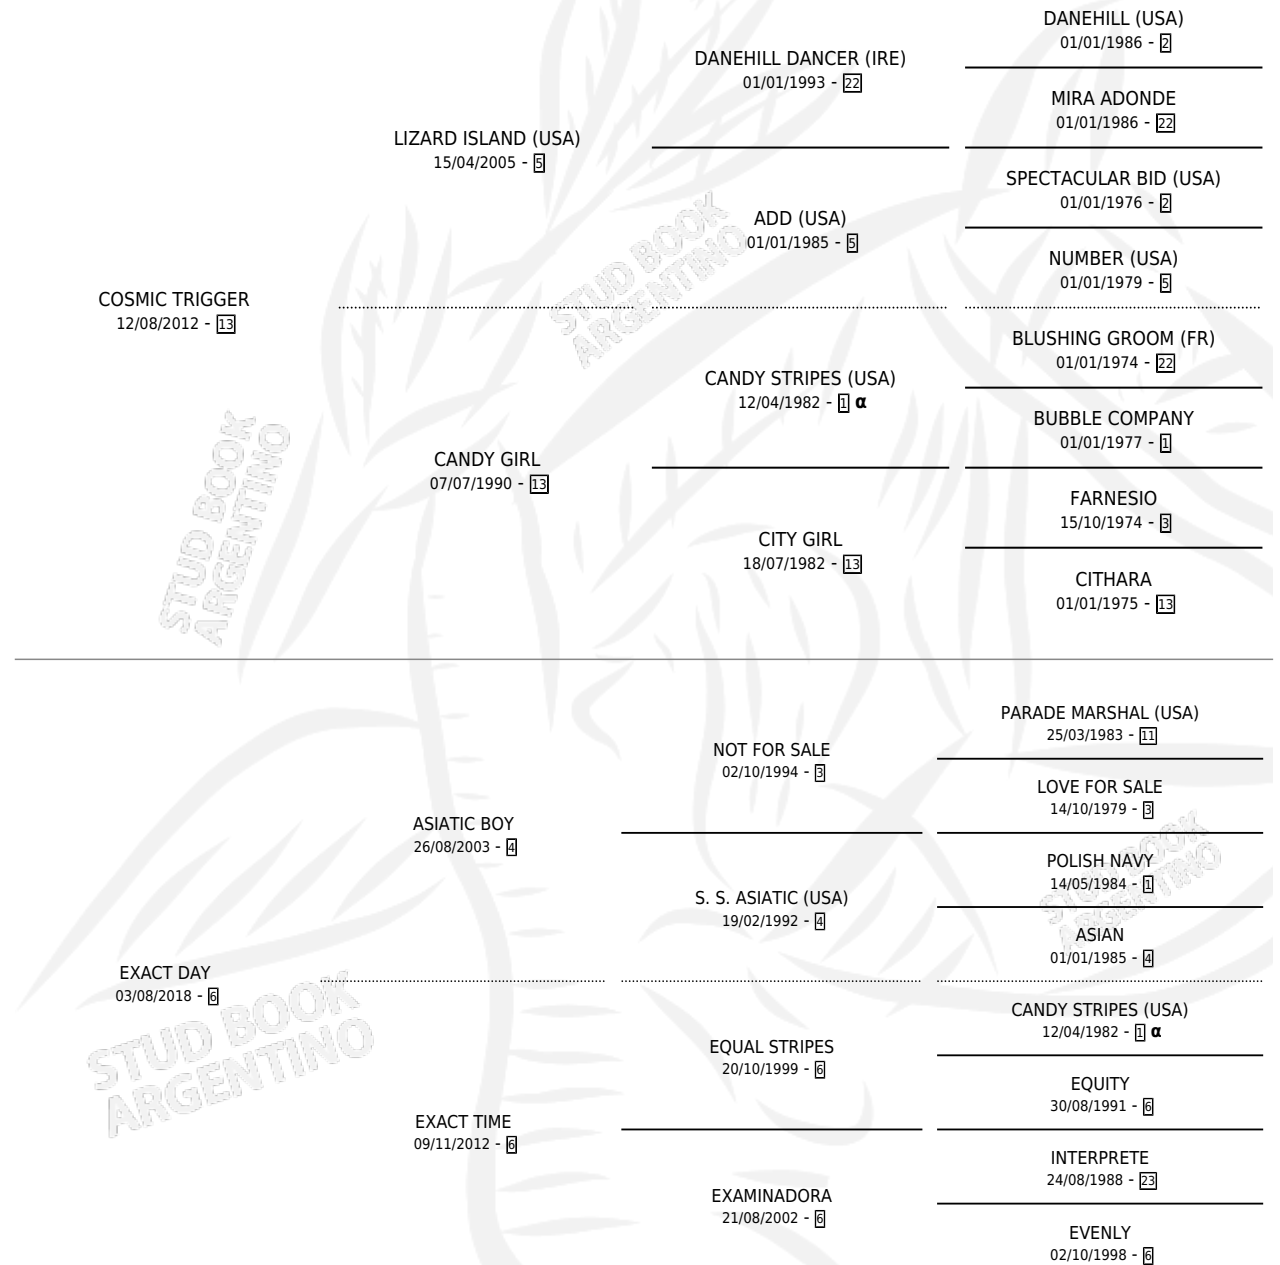 DANEHILL (USA)
01/01/1986 - 2
DANEHILL DANCER (IRE)
01/01/1993 - 22
MIRA ADONDE
01/01/1986 - 22
LIZARD ISLAND (USA)
15/04/2005 - 5
SPECTACULAR BID (USA)
01/01/1976 - 2
ADD (USA)
01/01/1985 - 5
NUMBER (USA)
01/01/1979 - 5
COSMIC TRIGGER
12/08/2012 - 13
BLUSHING GROOM (FR)
01/01/1974 - 22
CANDY STRIPES (USA)
12/04/1982 - 1 α
BUBBLE COMPANY
01/01/1977 - 1
CANDY GIRL
07/07/1990 - 13
FARNESIO
15/10/1974 - 3
CITY GIRL
18/07/1982 - 13
CITHARA
01/01/1975 - 13
PARADE MARSHAL (USA)
25/03/1983 - 11
NOT FOR SALE
02/10/1994 - 3
LOVE FOR SALE
14/10/1979 - 3
ASIATIC BOY
26/08/2003 - 4
POLISH NAVY
14/05/1984 - 1
S. S. ASIATIC (USA)
19/02/1992 - 4
ASIAN
01/01/1985 - 4
EXACT DAY
03/08/2018 - 6
CANDY STRIPES (USA)
12/04/1982 - 1 α
EQUAL STRIPES
20/10/1999 - 6
EQUITY
30/08/1991 - 6
EXACT TIME
09/11/2012 - 6
INTERPRETE
24/08/1988 - 23
EXAMINADORA
21/08/2002 - 6
EVENLY
02/10/1998 - 6
STUD BOOK
ARGENTINO
STUD BOOK
ARGENTINO
STUD BOOK
ARGENTINO
STUD BOOK
ARGENTINO